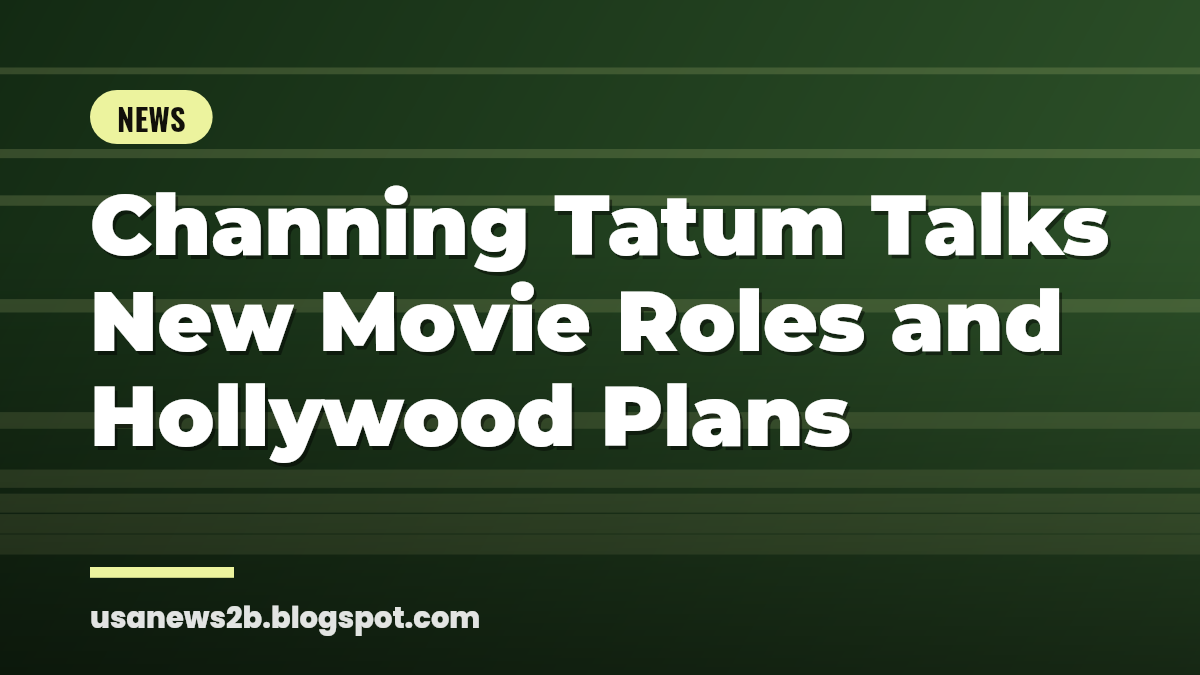 NEWS
Channing Tatum Talks
New Movie Roles and
Hollywood Plans
usanews2b.blogspot.com